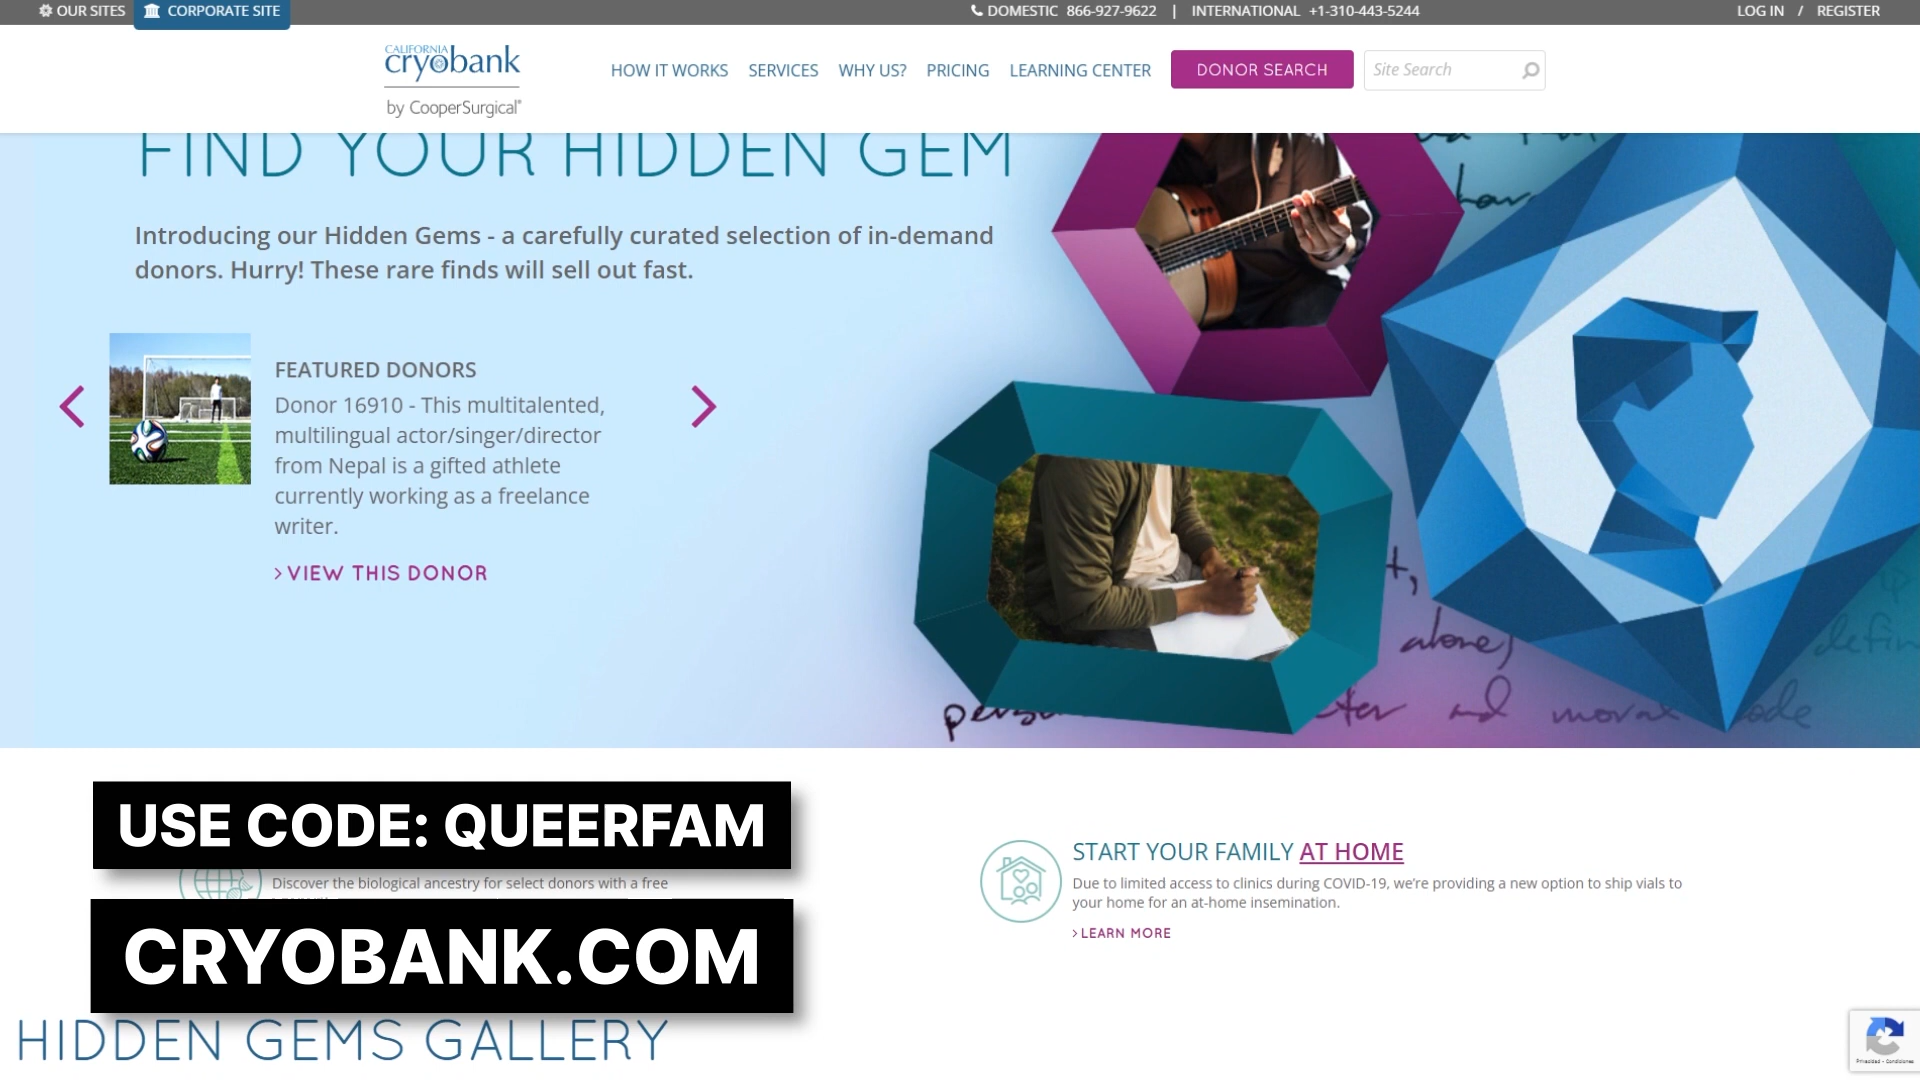 OUR SITES CORPORATE SITE DOMESTIC 866-927-9622 | INTERNATIONAL +1-310-443-5244 LOG IN / REGISTER
CALIFORNIA
cryobank
by CooperSurgical®
HOW IT WORKS SERVICES WHY US? PRICING LEARNING CENTER DONOR SEARCH Site Search
FIND YOUR HIDDEN GEM
Introducing our Hidden Gems - a carefully curated selection of in-demand
donors. Hurry! These rare finds will sell out fast.
FEATURED DONORS
Donor 16910 - This multitalented,
multilingual actor/singer/director
from Nepal is a gifted athlete
currently working as a freelance
writer.
> VIEW THIS DONOR
alone,
and moral code
USE CODE: QUEERFAM
Discover the biological ancestry for select donors with a free
CRYOBANK.COM
START YOUR FAMILY AT HOME
Due to limited access to clinics during COVID-19, we're providing a new option to ship vials to
your home for an at-home insemination.
> LEARN MORE
HIDDEN GEMS GALLERY
Privacidad - Condiciones